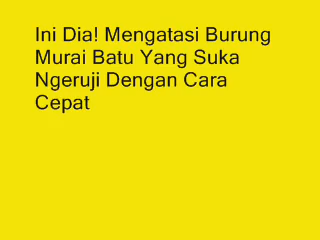 Ini Dia! Mengatasi Burung
Murai Batu Yang Suka
Ngeruji Dengan Cara
Cepat